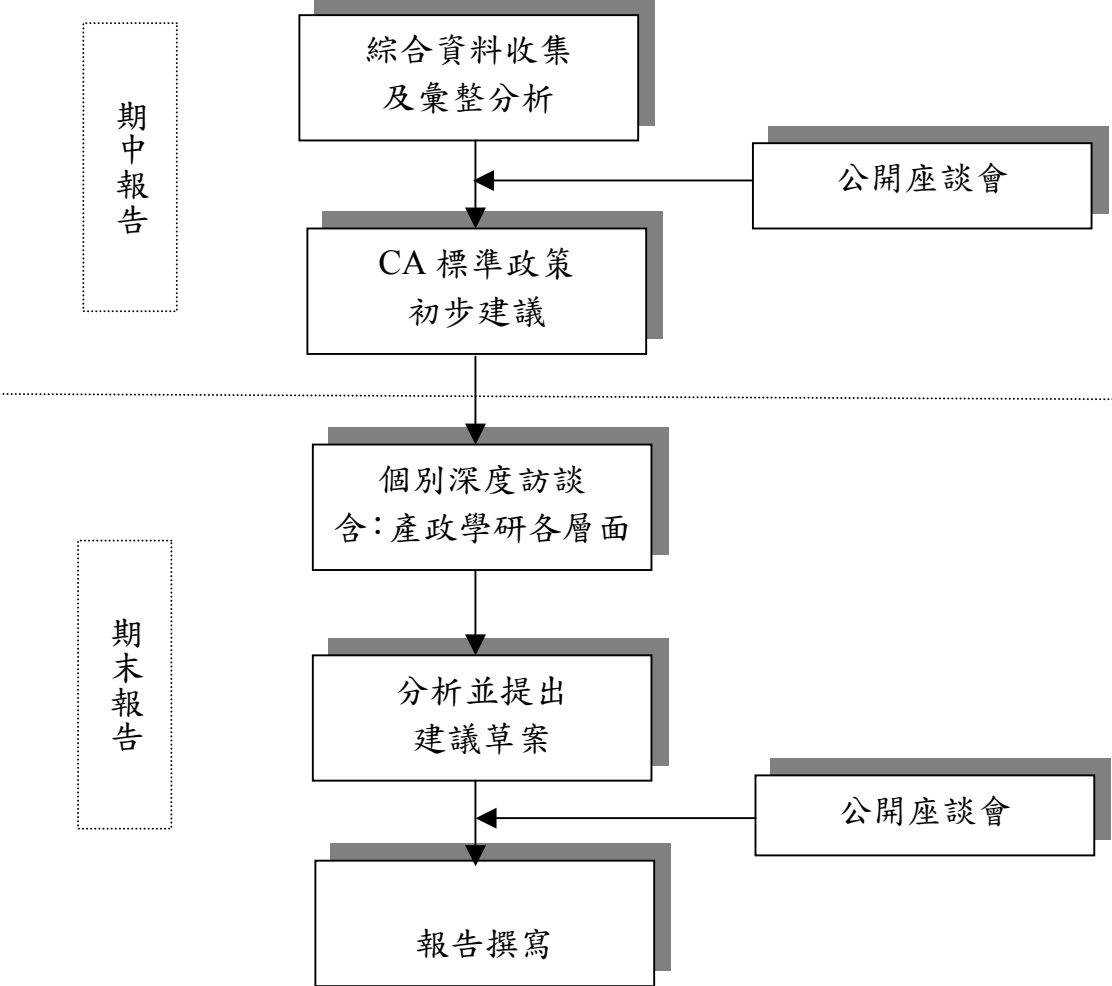 綜合資料收集
及彙整分析
期中報告
公開座談會
CA 標準政策
初步建議
個別深度訪談
含：產政學研各層面
期末報告
分析並提出
建議草案
公開座談會
報告撰寫